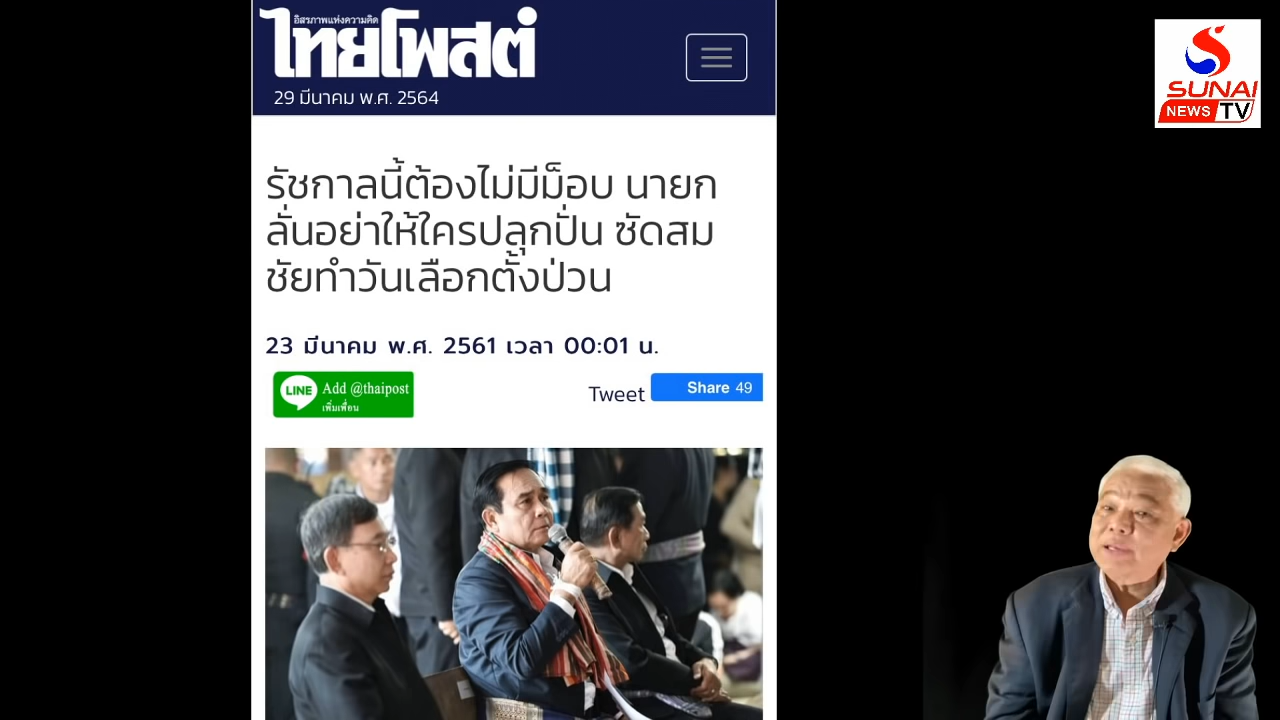 อิสรภาพแห่งความคิด
ไทยโพสต์
29 มีนาคม พ.ศ. 2564
รัชกาลนี้ต้องไม่มีม็อบ นายก
ลั่นอย่าให้ใครปลุกปั่น ซัดสม
ชัยทำวันเลือกตั้งป่วน
23 มีนาคม พ.ศ. 2561 เวลา 00:01 น.
LINE Add @thaipost
เพิ่มเพื่อน
Tweet Share 49
SUNAI
NEWS TV